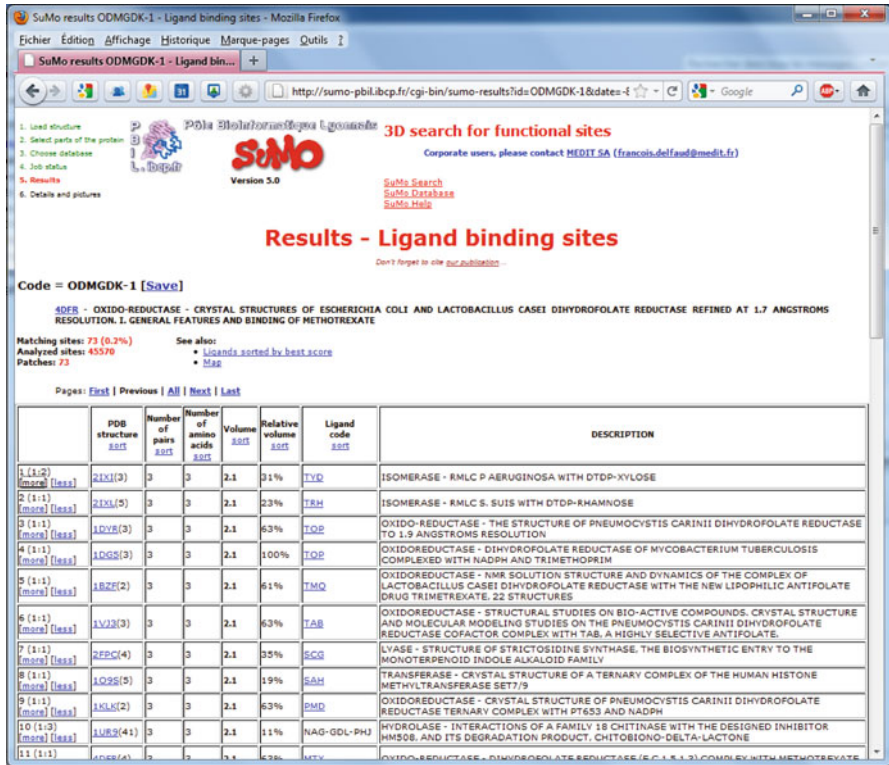 SuMo results ODMGDK-1 - Ligand binding sites - Mozilla Firefox
Fichier Édition Affichage Historique Marque-pages Outils ?
SuMo results ODMGDK-1 - Ligand bin... +
http://sumo-pbil.ibcp.fr/cgi-bin/sumo-results?id=ODMGDK-1&date=-8
Google
1. Load structure
2. Select parts of the protein
3. Choose database
4. Job status
5. Results
6. Details and pictures
Pôle Bioinformatique Lyonnais
SuMo
Version 5.0
3D search for functional sites
Corporate users, please contact MEDIT SA (francois.delfaud@medit.fr)
SuMo Search
SuMo Database
SuMo Help
Results - Ligand binding sites
Don't forget to cite our publication...
Code = ODMGDK-1 [Save]
4DFR - OXIDO-REDUCTASE - CRYSTAL STRUCTURES OF ESCHERICHIA COLI AND LACTOBACILLUS CASEI DIHYDROFOLATE REDUCTASE REFINED AT 1.7 ANGSTROMS
RESOLUTION. I. GENERAL FEATURES AND BINDING OF METHOTREXATE
Matching sites: 73 (0.2%)
Analyzed sites: 45570
Patches: 73
See also:
Ligands sorted by best score
Map
Pages: First | Previous | All | Next | Last
PDB structure sort Number of pairs sort Number of amino acids sort Volume sort Relative volume sort Ligand code sort DESCRIPTION
1 (1:2) [more] [less] 2IXI(3) 3 3 2.1 31% TYD ISOMERASE - RMLC P AERUGINOSA WITH DTDP-XYLOSE
2 (1:1) [more] [less] 2IXL(5) 3 3 2.1 23% TRH ISOMERASE - RMLC S. SUIS WITH DTDP-RHAMNOSE
3 (1:1) [more] [less] 1DYR(3) 3 3 2.1 63% TOP OXIDO-REDUCTASE - THE STRUCTURE OF PNEUMOCYSTIS CARINII DIHYDROFOLATE REDUCTASE
TO 1.9 ANGSTROMS RESOLUTION
4 (1:1) [more] [less] 1DG5(3) 3 3 2.1 100% TOP OXIDOREDUCTASE - DIHYDROFOLATE REDUCTASE OF MYCOBACTERIUM TUBERCULOSIS
COMPLEXED WITH NADPH AND TRIMETHOPRIM
5 (1:1) [more] [less] 1BZF(2) 3 3 2.1 61% TMQ OXIDOREDUCTASE - NMR SOLUTION STRUCTURE AND DYNAMICS OF THE COMPLEX OF
LACTOBACILLUS CASEI DIHYDROFOLATE REDUCTASE WITH THE NEW LIPOPHILIC ANTIFOLATE
DRUG TRIMETREXATE. 22 STRUCTURES
6 (1:1) [more] [less] 1VJ3(3) 3 3 2.1 63% TAB OXIDOREDUCTASE - STRUCTURAL STUDIES ON BIO-ACTIVE COMPOUNDS. CRYSTAL STRUCTURE
AND MOLECULAR MODELING STUDIES ON THE PNEUMOCYSTIS CARINII DIHYDROFOLATE
REDUCTASE COFACTOR COMPLEX WITH TAB, A HIGHLY SELECTIVE ANTIFOLATE.
7 (1:1) [more] [less] 2FPC(4) 3 3 2.1 35% SCG LYASE - STRUCTURE OF STRICTOSIDINE SYNTHASE, THE BIOSYNTHETIC ENTRY TO THE
MONOTERPENOID INDOLE ALKALOID FAMILY
8 (1:1) [more] [less] 1O9S(5) 3 3 2.1 19% SAH TRANSFERASE - CRYSTAL STRUCTURE OF A TERNARY COMPLEX OF THE HUMAN HISTONE
METHYLTRANSFERASE SET7/9
9 (1:1) [more] [less] 1KLK(2) 3 3 2.1 63% PMD OXIDOREDUCTASE - CRYSTAL STRUCTURE OF PNEUMOCYSTIS CARINII DIHYDROFOLATE
REDUCTASE TERNARY COMPLEX WITH PT653 AND NADPH
10 (1:3) [more] [less] 1UR9(41) 3 3 2.1 11% NAG-GDL-PHJ HYDROLASE - INTERACTIONS OF A FAMILY 18 CHITINASE WITH THE DESIGNED INHIBITOR
HM508, AND ITS DEGRADATION PRODUCT, CHITOBIONO-DELTA-LACTONE
11 (1:1) 4DFR(4) 3 3 2.1 63% MTX OXIDO-REDUCTASE - DIHYDROFOLATE REDUCTASE (E.C.1.5.1.3) COMPLEX WITH METHOTREXATE